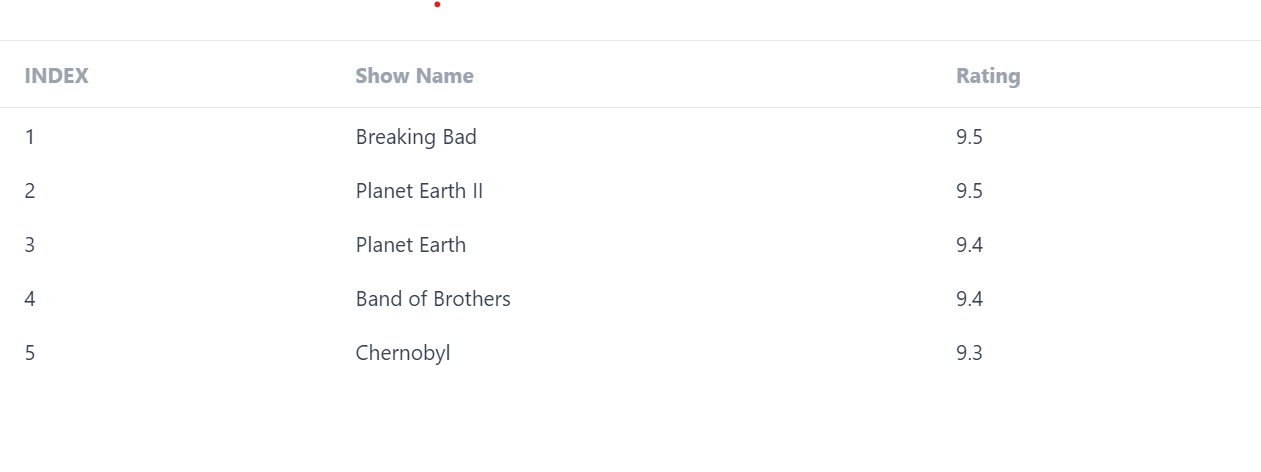 INDEX Show Name Rating
1 Breaking Bad 9.5
2 Planet Earth II 9.5
3 Planet Earth 9.4
4 Band of Brothers 9.4
5 Chernobyl 9.3